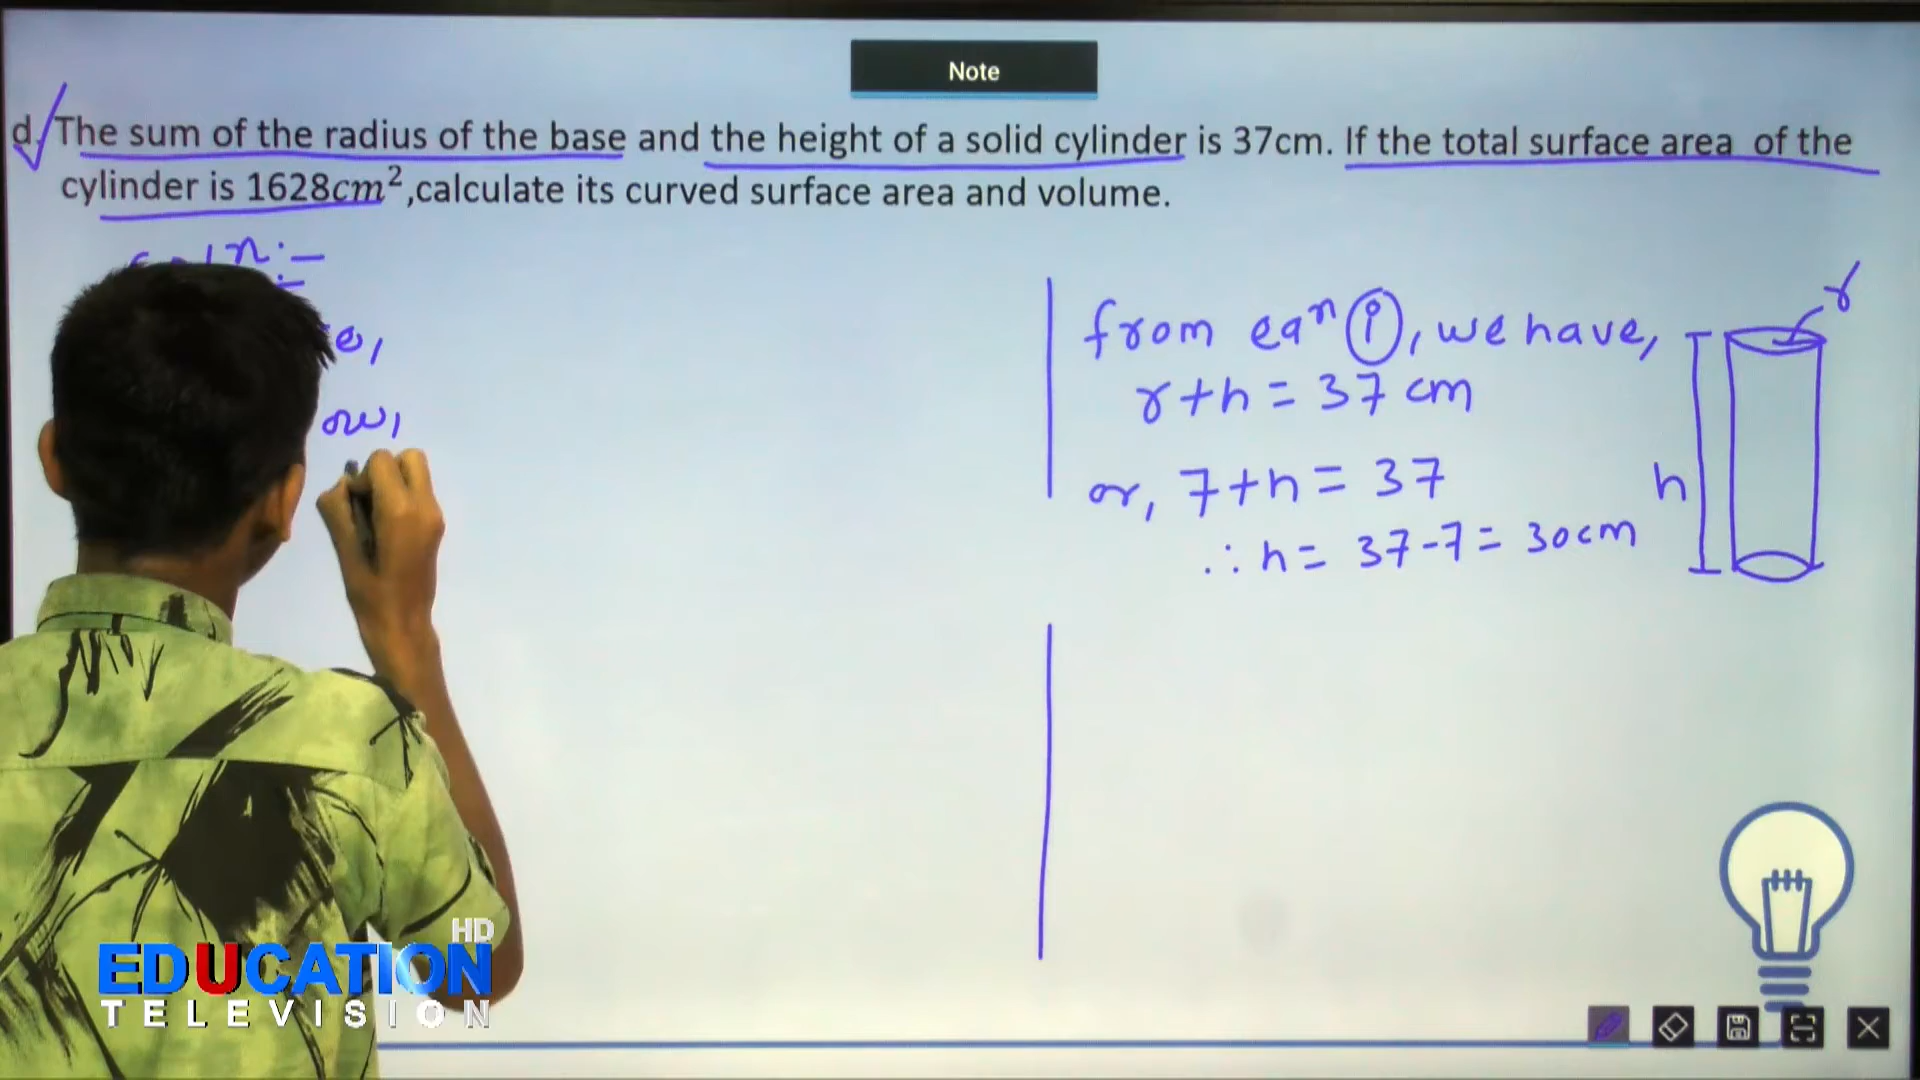 Note
d. The sum of the radius of the base and the height of a solid cylinder is 37cm. If the total surface area of the
cylinder is 1628cm²,calculate its curved surface area and volume.
from eqⁿ (i), we have,
r+h = 37 cm
or, 7+h = 37
∴ h = 37-7 = 30cm
r
h
HD
EDUCATION
TELEVISION